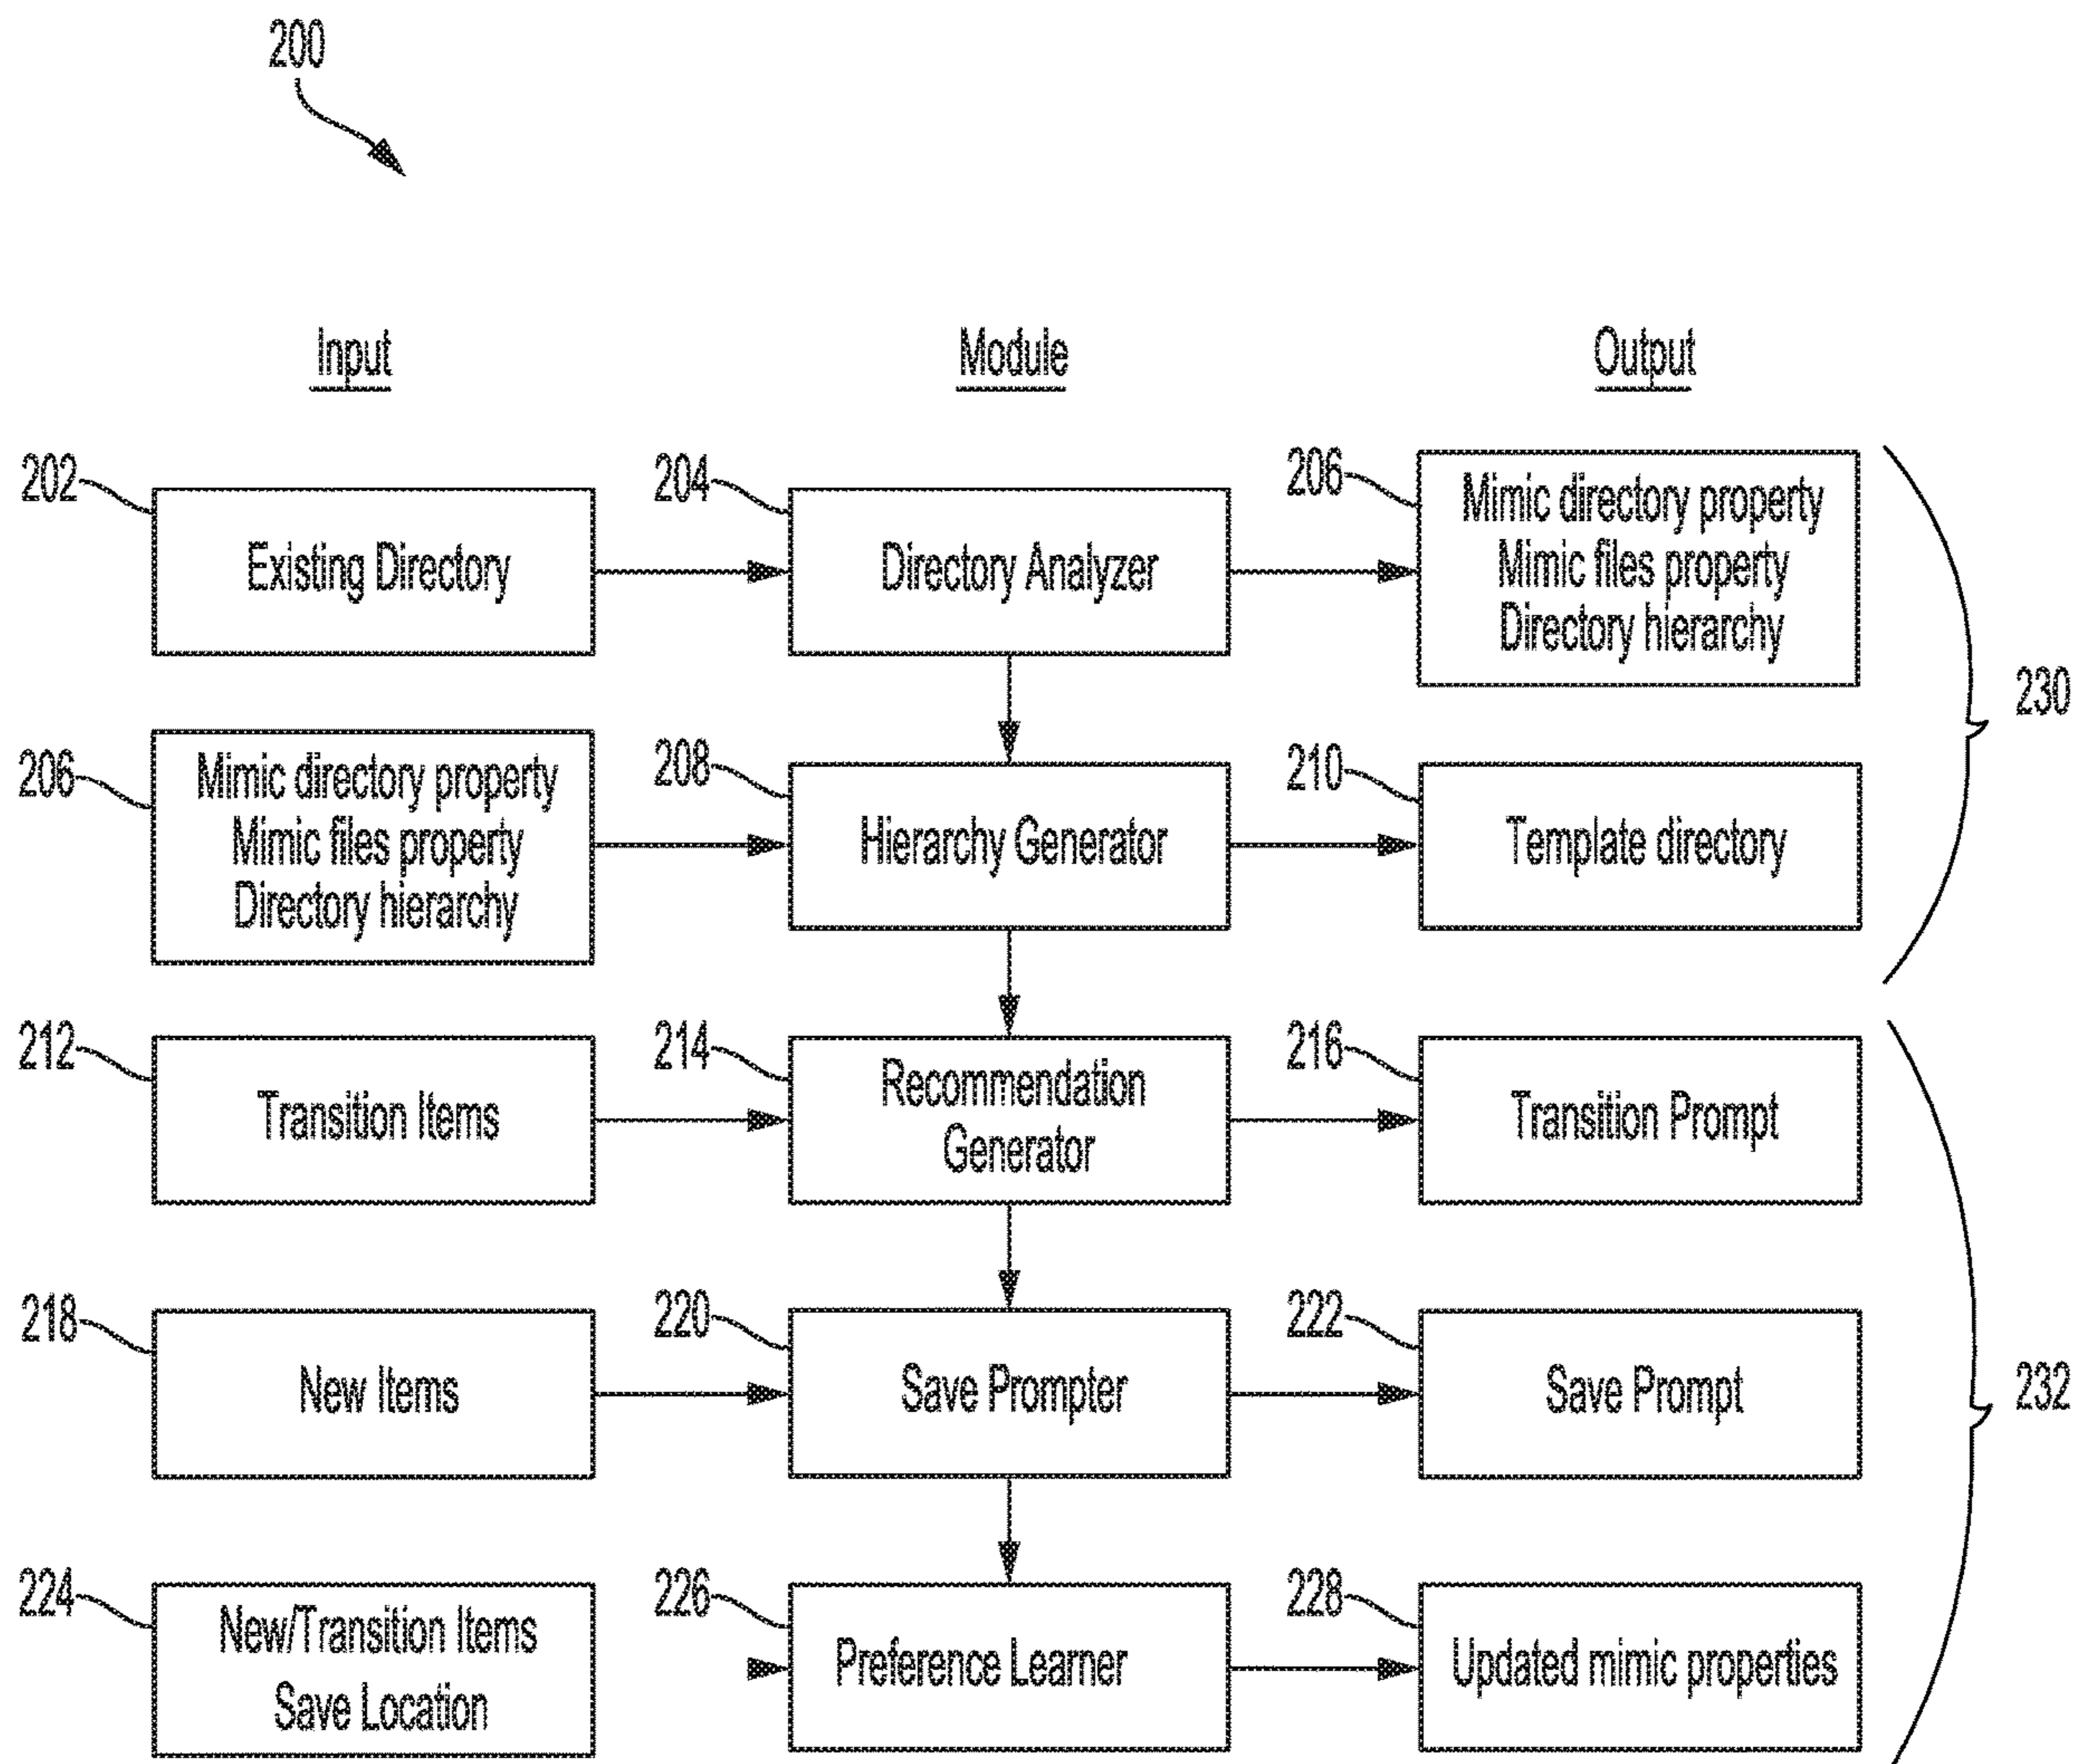 200
Input
Module
Output
202
Existing Directory
204
Directory Analyzer
206
Mimic directory property
Mimic files property
Directory hierarchy
230
206
Mimic directory property
Mimic files property
Directory hierarchy
208
Hierarchy Generator
210
Template directory
212
Transition Items
214
Recommendation
Generator
216
Transition Prompt
218
New Items
220
Save Prompter
222
Save Prompt
232
224
New/Transition Items
Save Location
226
Preference Learner
228
Updated mimic properties